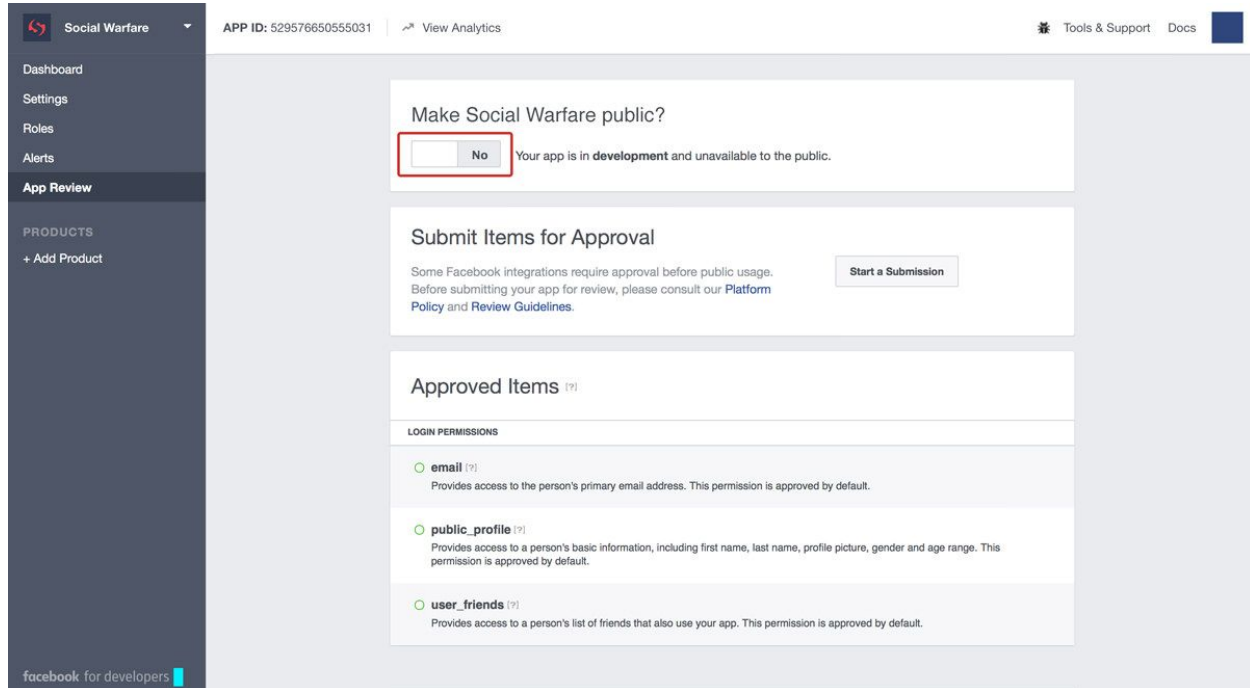 Social Warfare
APP ID: 529576650555031
View Analytics
Tools & Support
Docs
Dashboard
Settings
Roles
Alerts
App Review
PRODUCTS
+ Add Product
Make Social Warfare public?
No
Your app is in development and unavailable to the public.
Submit Items for Approval
Some Facebook integrations require approval before public usage.
Before submitting your app for review, please consult our Platform
Policy and Review Guidelines.
Start a Submission
Approved Items [?]
LOGIN PERMISSIONS
email [?]
Provides access to the person's primary email address. This permission is approved by default.
public_profile [?]
Provides access to a person's basic information, including first name, last name, profile picture, gender and age range. This
permission is approved by default.
user_friends [?]
Provides access to a person's list of friends that also use your app. This permission is approved by default.
facebook for developers